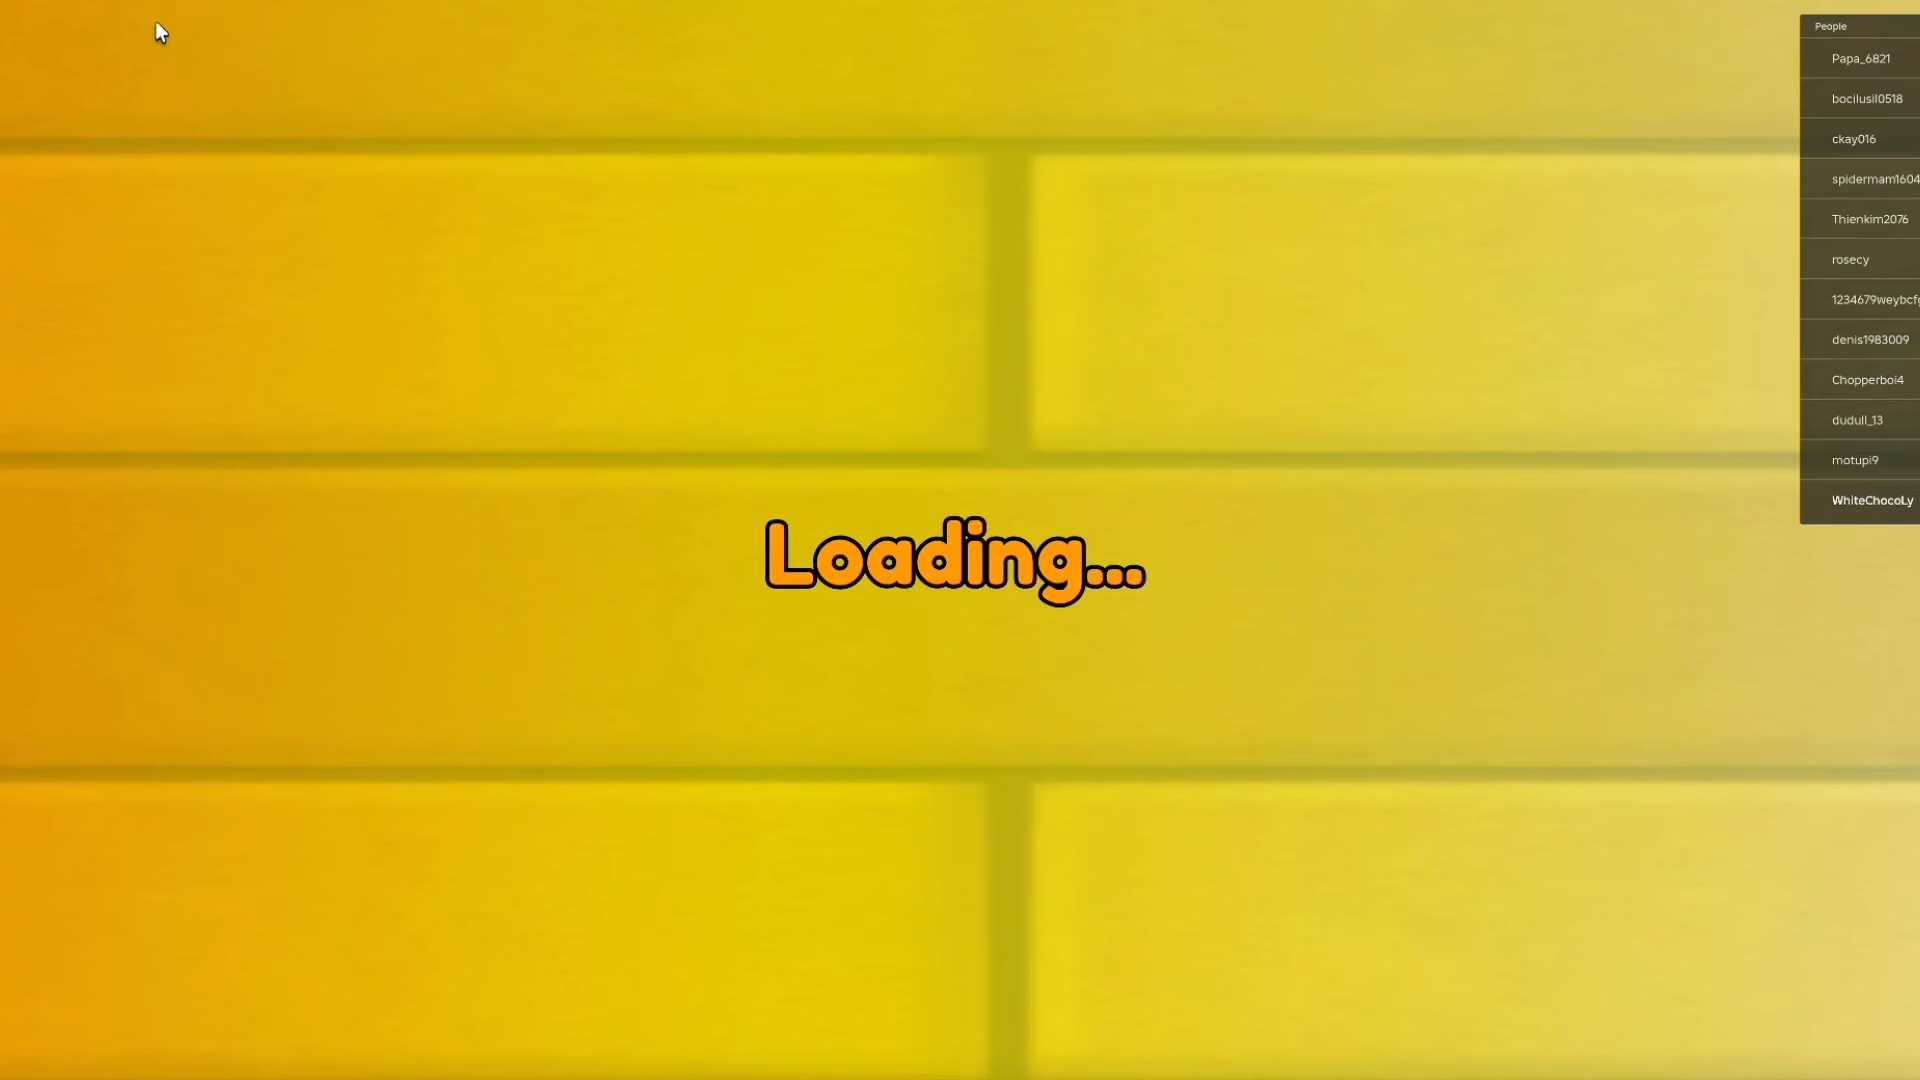 People
Papa_6821
bocilusil0518
ckay016
spidermam1604
Thienkim2076
rosecy
denis1983009
Chopperboi4
dudull_13
motupi9
WhiteChocoLy
Loading...